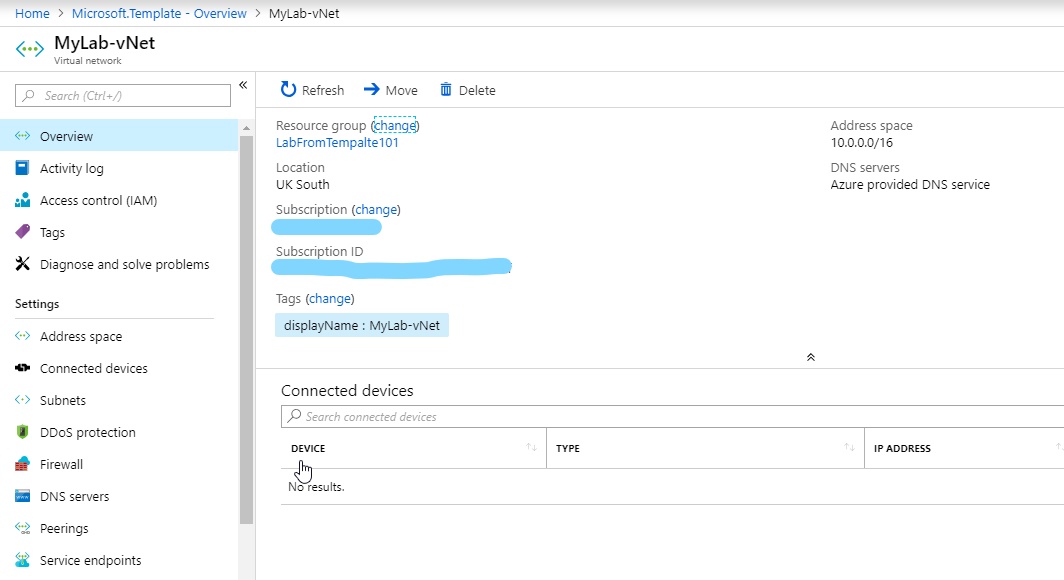 Home > Microsoft.Template - Overview > MyLab-vNet
MyLab-vNet
Virtual network
Search (Ctrl+/)
«
Overview
Activity log
Access control (IAM)
Tags
Diagnose and solve problems
Settings
Address space
Connected devices
Subnets
DDoS protection
Firewall
DNS servers
Peerings
Service endpoints
Refresh Move Delete
Resource group (change)
LabFromTempalte101
Location
UK South
Subscription (change)
Subscription ID
Tags (change)
displayName : MyLab-vNet
Address space
10.0.0.0/16
DNS servers
Azure provided DNS service
Connected devices
Search connected devices
DEVICE TYPE IP ADDRESS
No results.